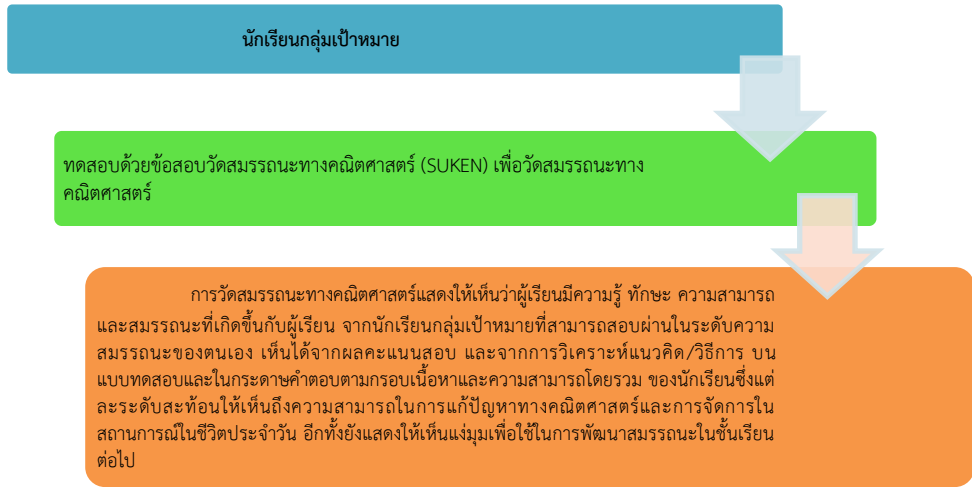 นักเรียนกลุ่มเป้าหมาย
ทดสอบด้วยข้อสอบวัดสมรรถนะทางคณิตศาสตร์ (SUKEN) เพื่อวัดสมรรถนะทาง
คณิตศาสตร์
การวัดสมรรถนะทางคณิตศาสตร์แสดงให้เห็นว่าผู้เรียนมีความรู้ ทักษะ ความสามารถ
และสมรรถนะที่เกิดขึ้นกับผู้เรียน จากนักเรียนกลุ่มเป้าหมายที่สามารถสอบผ่านในระดับความ
สมรรถนะของตนเอง เห็นได้จากผลคะแนนสอบ และจากการวิเคราะห์แนวคิด/วิธีการ บน
แบบทดสอบและในกระดาษคำตอบตามกรอบเนื้อหาและความสามารถโดยรวม ของนักเรียนซึ่งแต่
ละระดับสะท้อนให้เห็นถึงความสามารถในการแก้ปัญหาทางคณิตศาสตร์และการจัดการใน
สถานการณ์ในชีวิตประจำวัน อีกทั้งยังแสดงให้เห็นแง่มุมเพื่อใช้ในการพัฒนาสมรรถนะในชั้นเรียน
ต่อไป